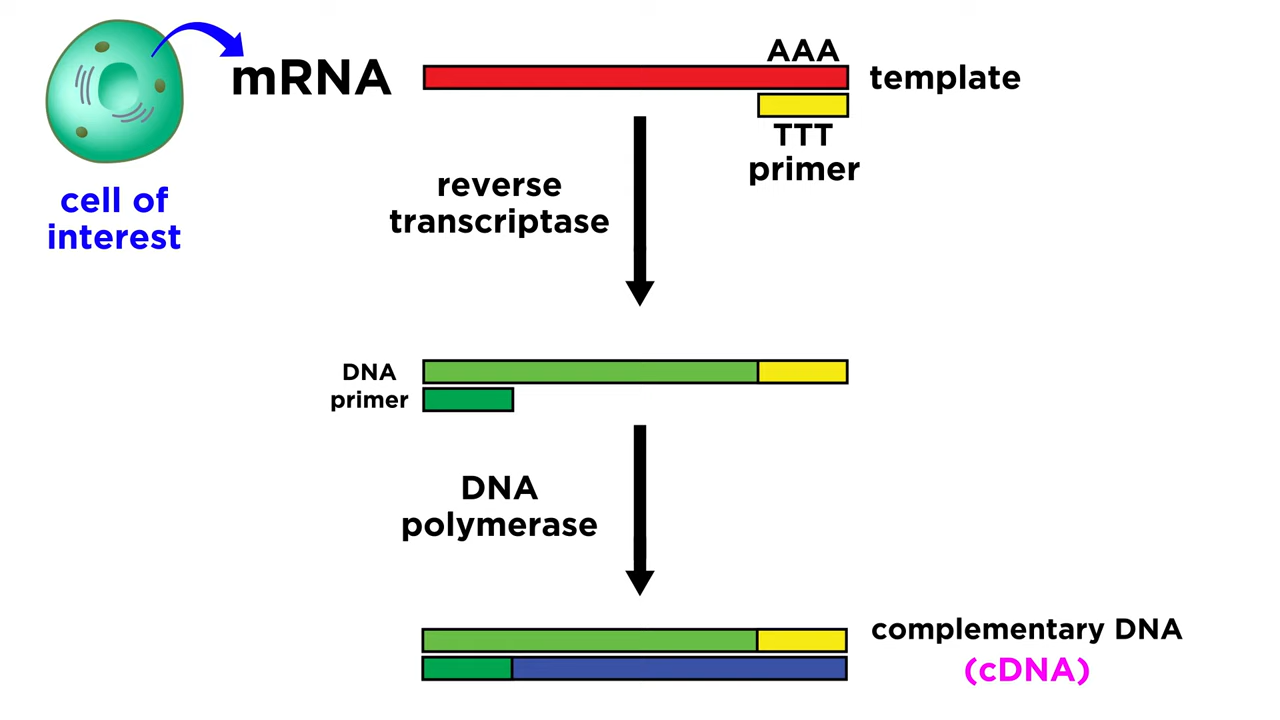 mRNA
AAA
template
TTT
primer
cell of
interest
reverse
transcriptase
DNA
primer
DNA
polymerase
complementary DNA
(cDNA)